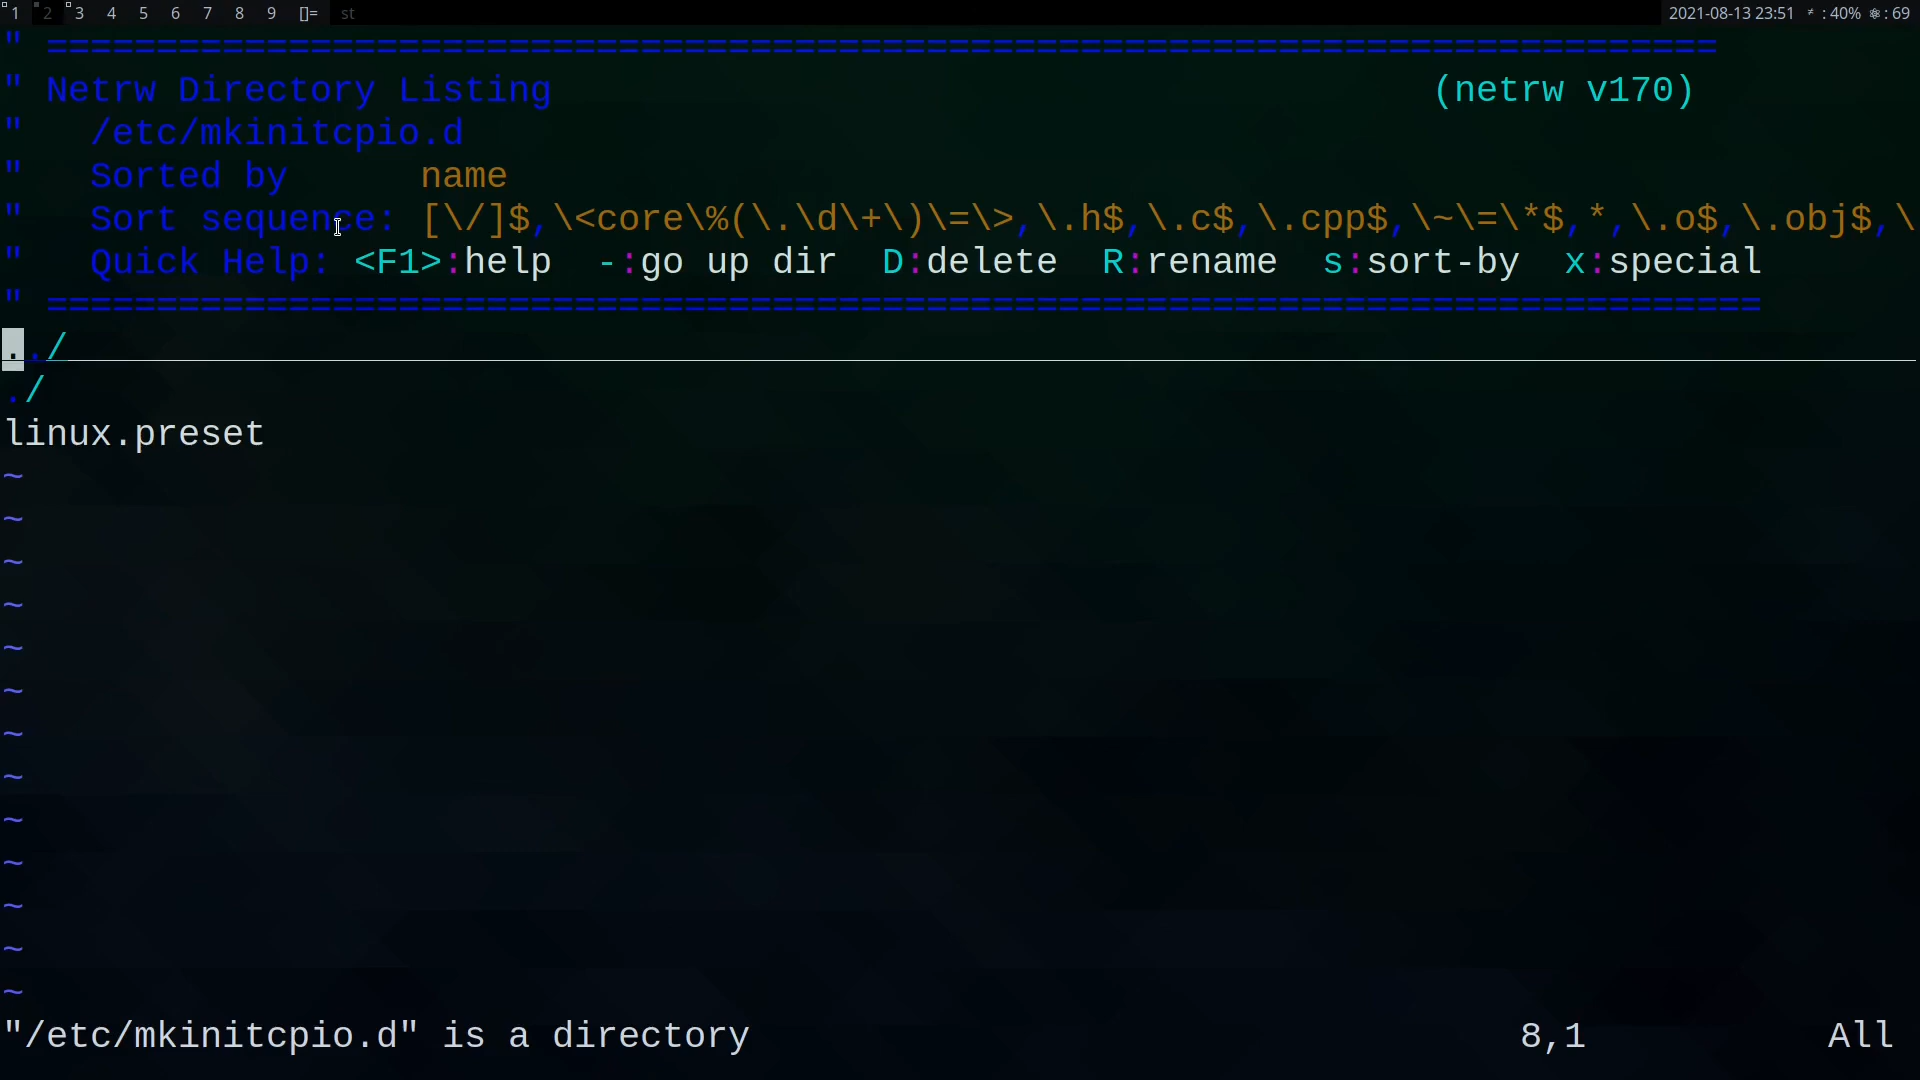 1 2 3 4 5 6 7 8 9 []= st 2021-08-13 23:51 ≠ : 40% ⚛ : 69
" ============================================================================
" Netrw Directory Listing                                        (netrw v170)
"   /etc/mkinitcpio.d
"   Sorted by      name
"   Sort sequence: [\/]$,\<core\%(\.\d\+\)\=\>,\.h$,\.c$,\.cpp$,\~\=\*$,*,\.o$,\.obj$,\
"   Quick Help: <F1>:help  -:go up dir  D:delete  R:rename  s:sort-by  x:special
" ==============================================================================
../
./
linux.preset
~
~
~
~
~
~
~
~
~
~
~
~
~
"/etc/mkinitcpio.d" is a directory 8,1 All